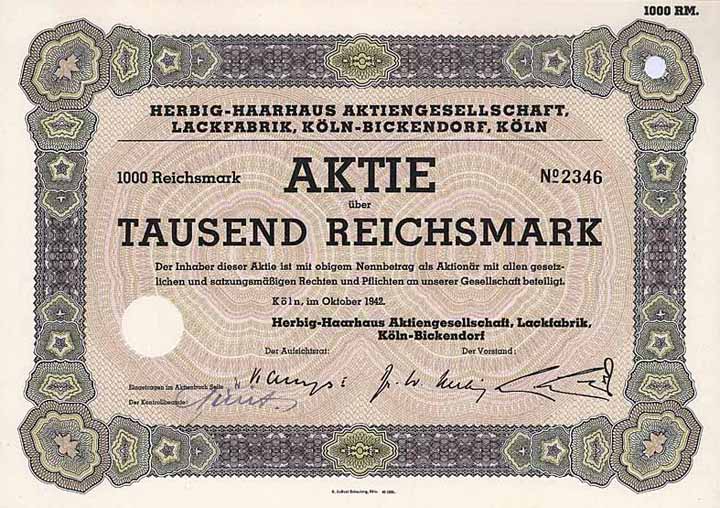 1000 RM.
HERBIG-HAARHAUS AKTIENGESELLSCHAFT,
LACKFABRIK, KÖLN-BICKENDORF, KÖLN
1000 Reichsmark AKTIE No 2346
über
TAUSEND REICHSMARK
Der Inhaber dieser Aktie ist mit obigem Nennbetrag als Aktionär mit allen gesetz-
lichen und satzungsmäßigen Rechten und Pflichten an unserer Gesellschaft beteiligt.
Köln, im Oktober 1942.
Herbig-Haarhaus Aktiengesellschaft, Lackfabrik,
Köln-Bickendorf
Der Aufsichtsrat: Der Vorstand:
Eingetragen im Aktienbuch Seite
Der Kontrollbeamte: